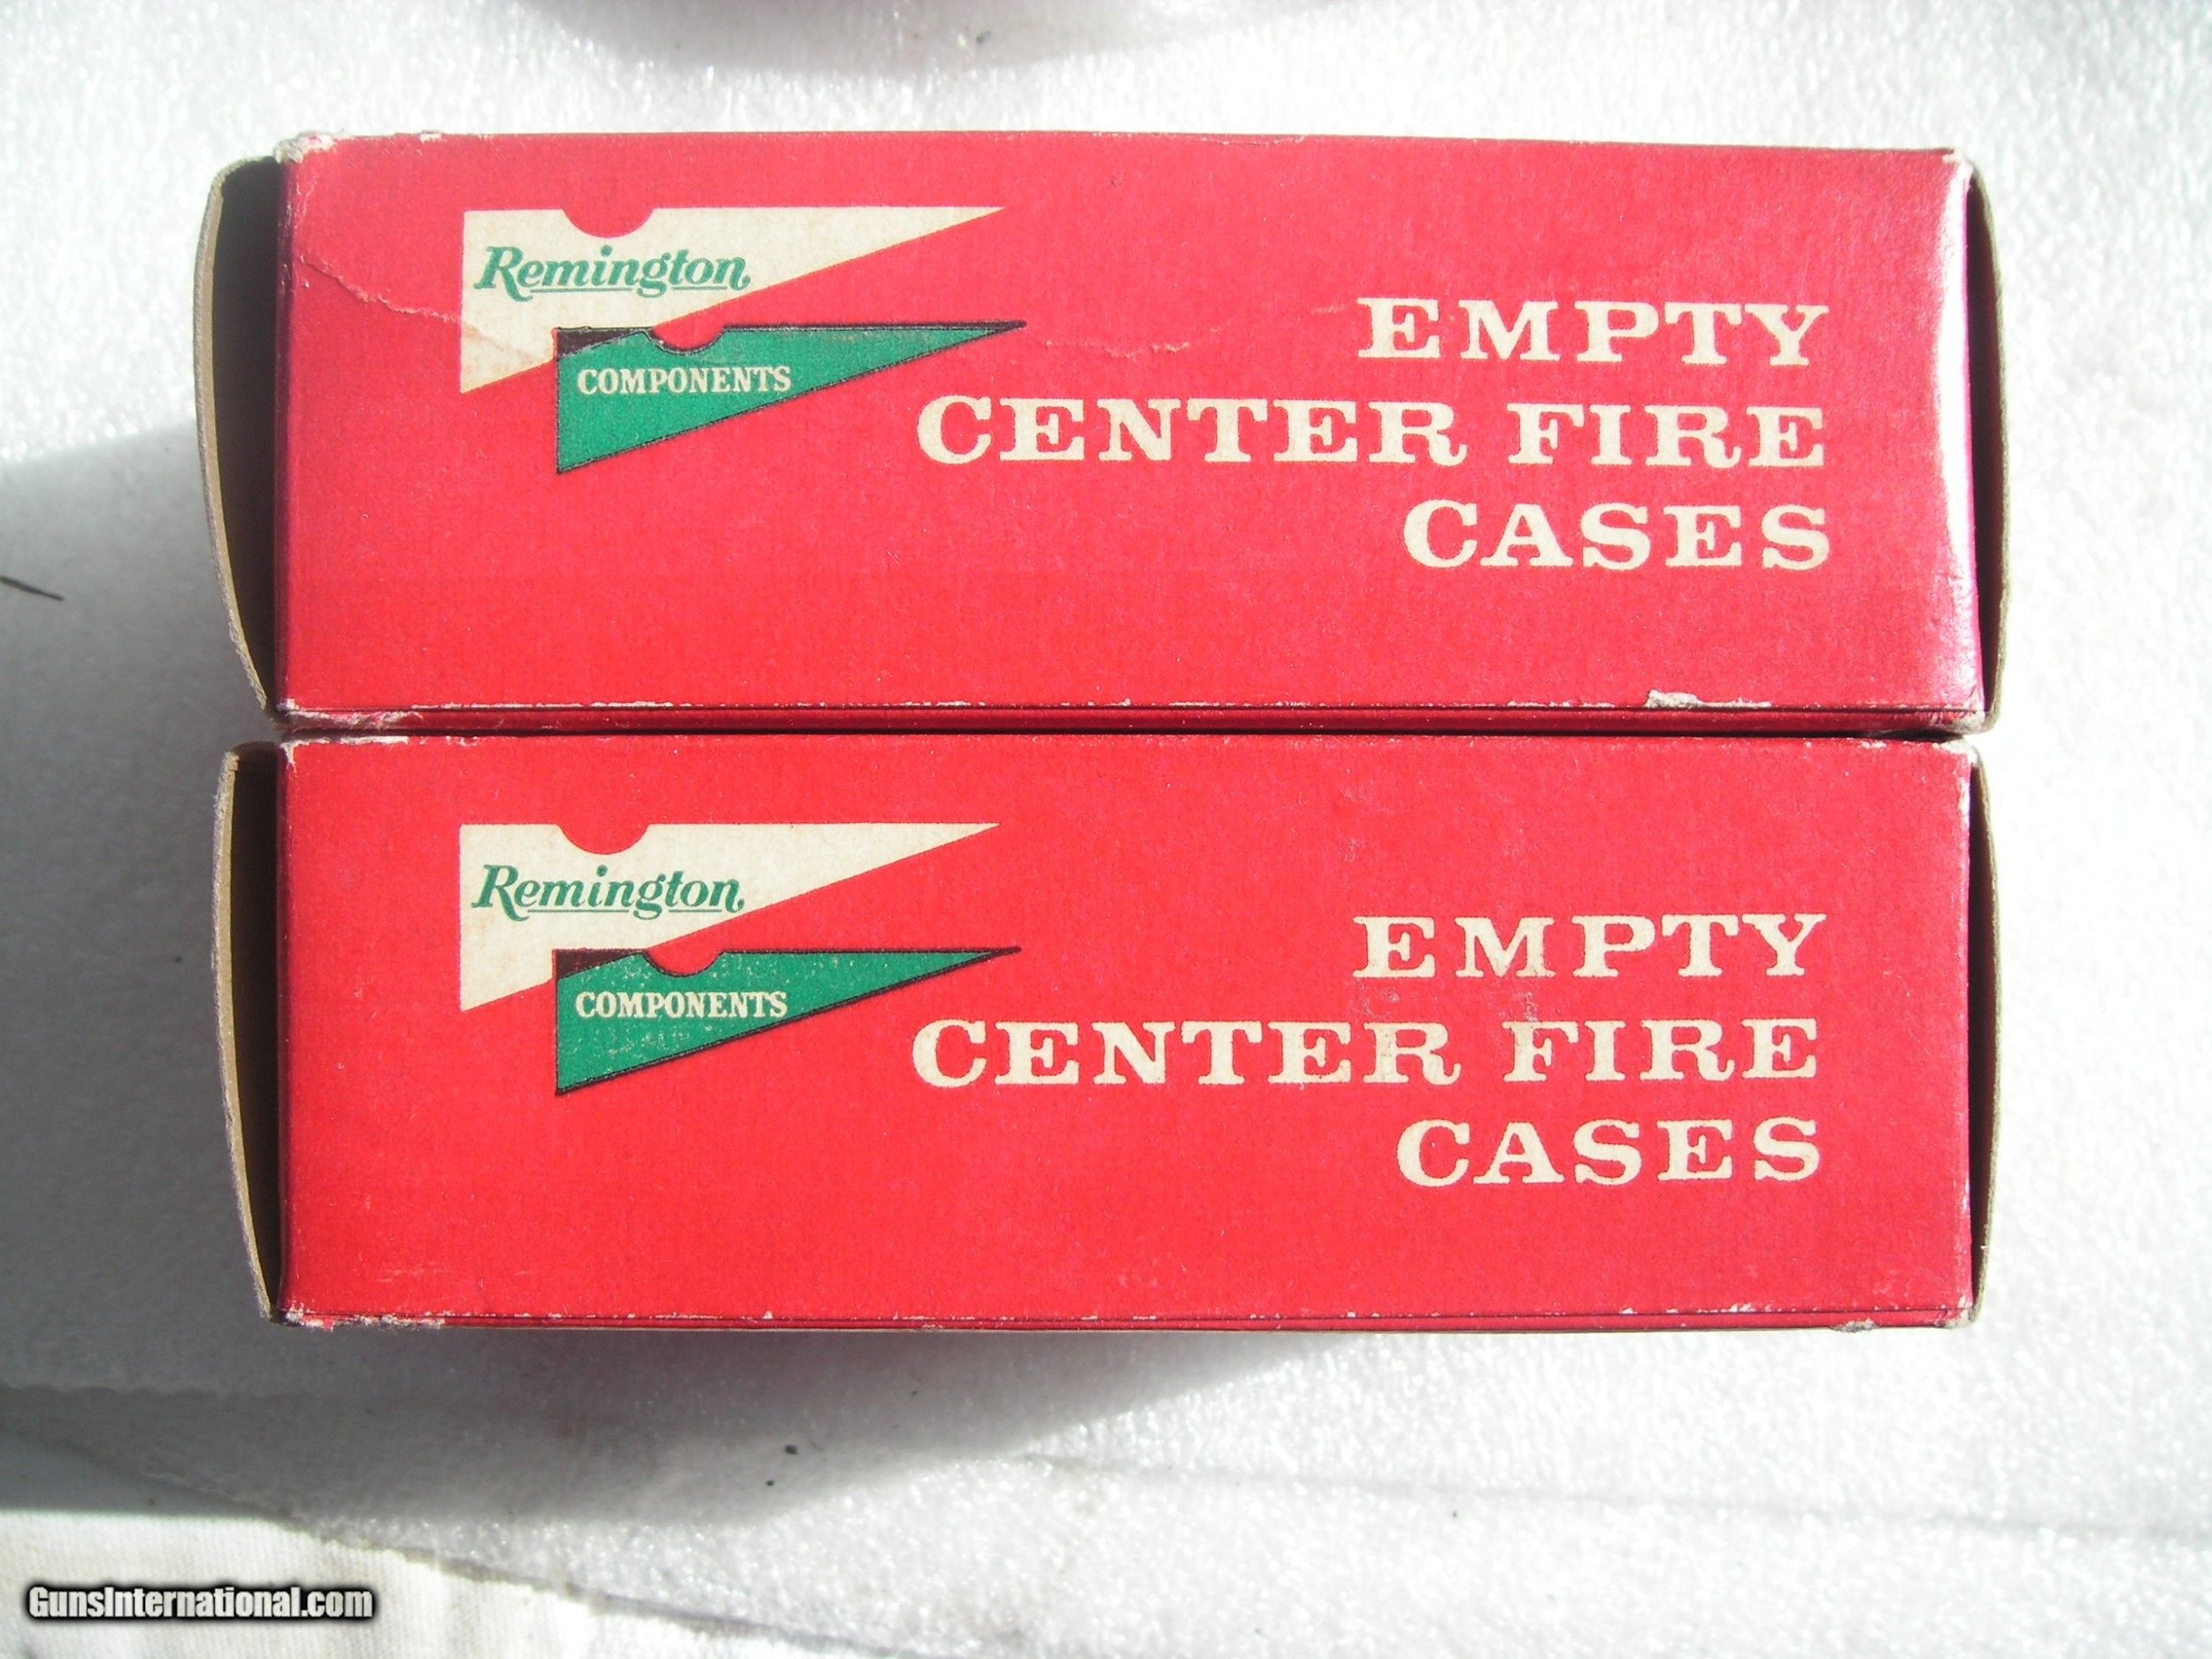 Remington
COMPONENTS
EMPTY
CENTER FIRE
CASES
Remington
COMPONENTS
EMPTY
CENTER FIRE
CASES
GunsInternational.com